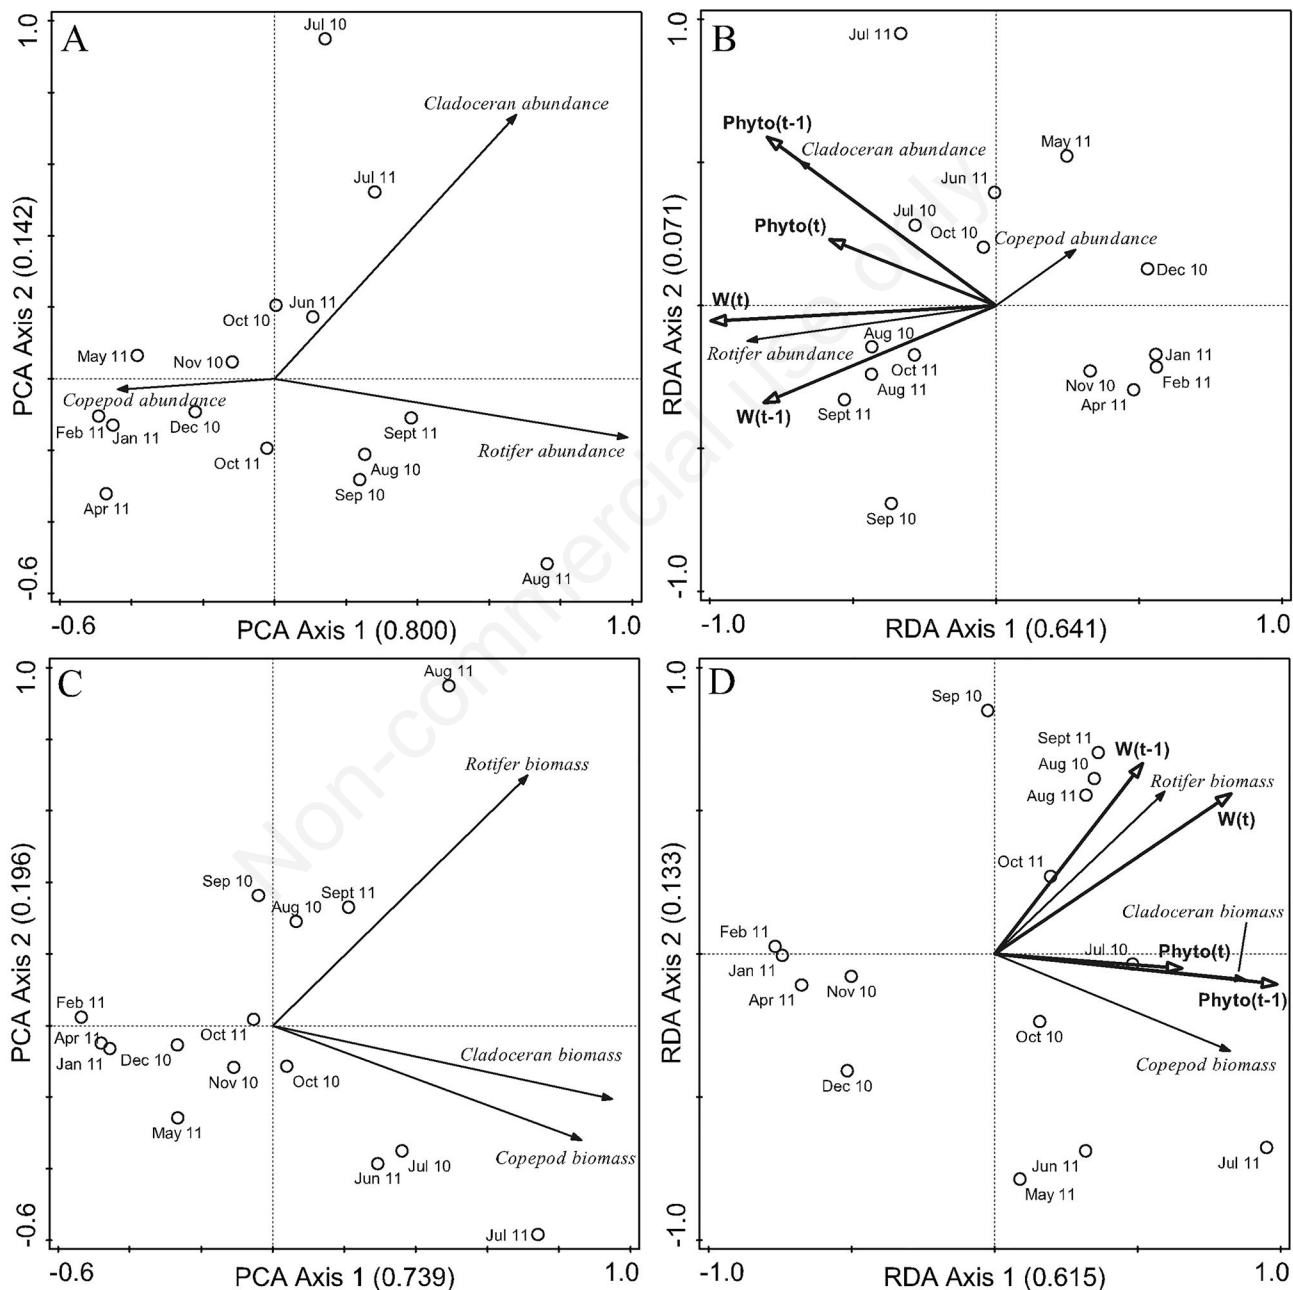 A
1.0
Jul 10
Cladoceran abundance
Jul 11
Jun 11
Oct 10
May 11
Nov 10
Copepod abundance
Feb 11
Jan 11
Dec 10
Sept 11
Oct 11
Rotifer abundance
Aug 10
Sep 10
Apr 11
Aug 11
PCA Axis 2 (0.142)
-0.6
-0.6
PCA Axis 1 (0.800)
1.0
B
1.0
Jul 11
Phyto(t-1)
Cladoceran abundance
May 11
Jun 11
Jul 10
Phyto(t)
Oct 10
Copepod abundance
Dec 10
W(t)
Aug 10
Rotifer abundance
Oct 11
Jan 11
Aug 11
Nov 10
Feb 11
Sept 11
W(t-1)
Apr 11
Sep 10
RDA Axis 2 (0.071)
-1.0
-1.0
RDA Axis 1 (0.641)
1.0
C
1.0
Aug 11
Rotifer biomass
Sep 10
Sept 11
Aug 10
Feb 11
Oct 11
Apr 11
Jan 11
Dec 10
Cladoceran biomass
Nov 10
Oct 10
May 11
Copepod biomass
Jul 10
Jun 11
Jul 11
PCA Axis 2 (0.196)
-0.6
-0.6
PCA Axis 1 (0.739)
1.0
D
1.0
Sep 10
Sept 11
W(t-1)
Aug 10
Rotifer biomass
Aug 11
W(t)
Oct 11
Cladoceran biomass
Feb 11
Jul 10
Phyto(t)
Jan 11
Apr 11
Nov 10
Phyto(t-1)
Oct 10
Copepod biomass
Dec 10
Jun 11
Jul 11
May 11
RDA Axis 2 (0.133)
-1.0
-1.0
RDA Axis 1 (0.615)
1.0
Non-commercial use only